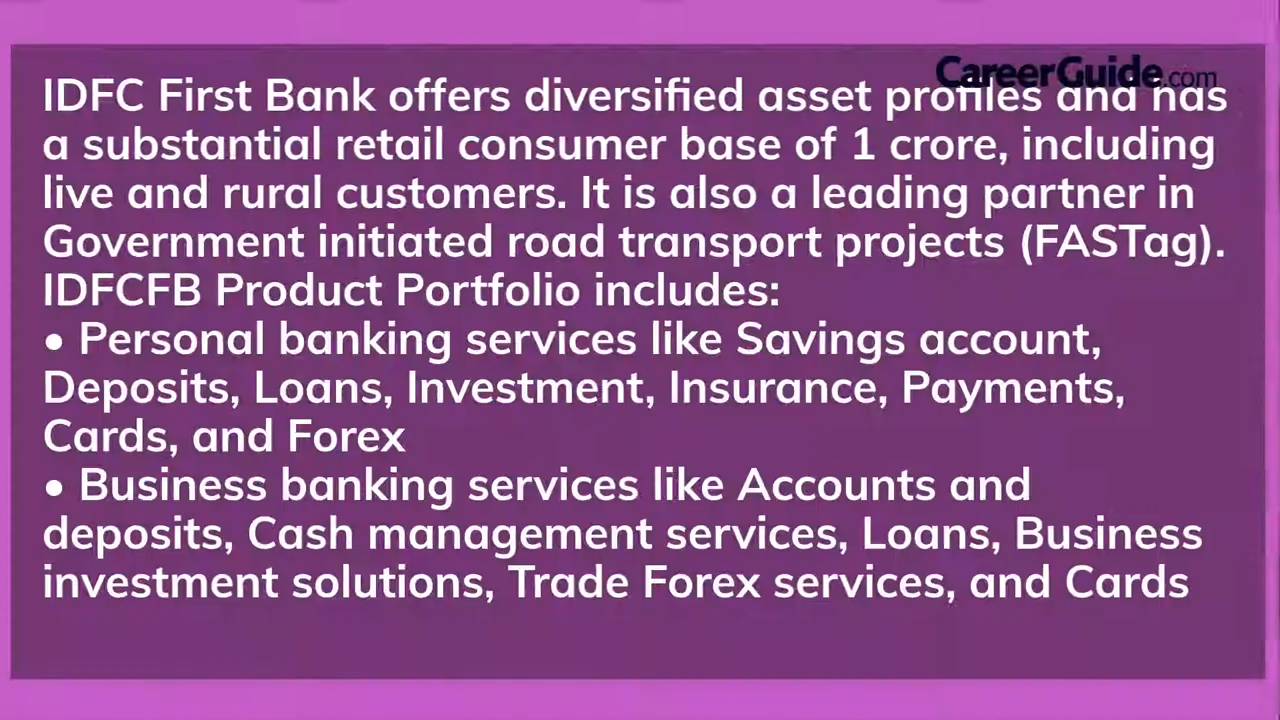 CareerGuide.com
IDFC First Bank offers diversified asset profiles and has
a substantial retail consumer base of 1 crore, including
live and rural customers. It is also a leading partner in
Government initiated road transport projects (FASTag).
IDFCFB Product Portfolio includes:
• Personal banking services like Savings account,
Deposits, Loans, Investment, Insurance, Payments,
Cards, and Forex
• Business banking services like Accounts and
deposits, Cash management services, Loans, Business
investment solutions, Trade Forex services, and Cards